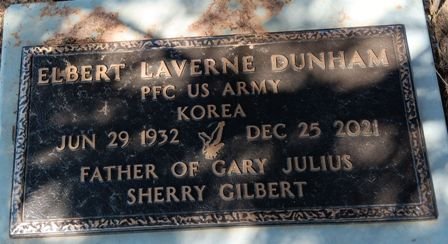 ELBERT LAVERNE DUNHAM
PFC US ARMY
KOREA
JUN 29 1932 DEC 25 2021
FATHER OF GARY JULIUS
SHERRY GILBERT